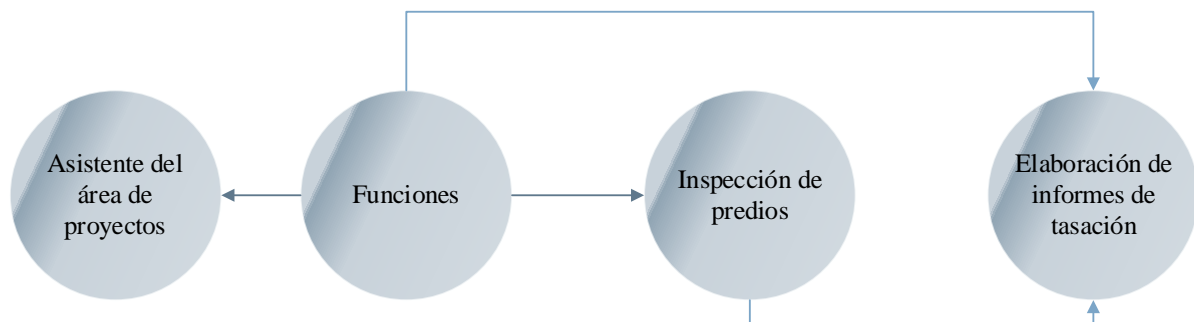 Asistente del
área de
proyectos
Funciones
Inspección de
predios
Elaboración de
informes de
tasación